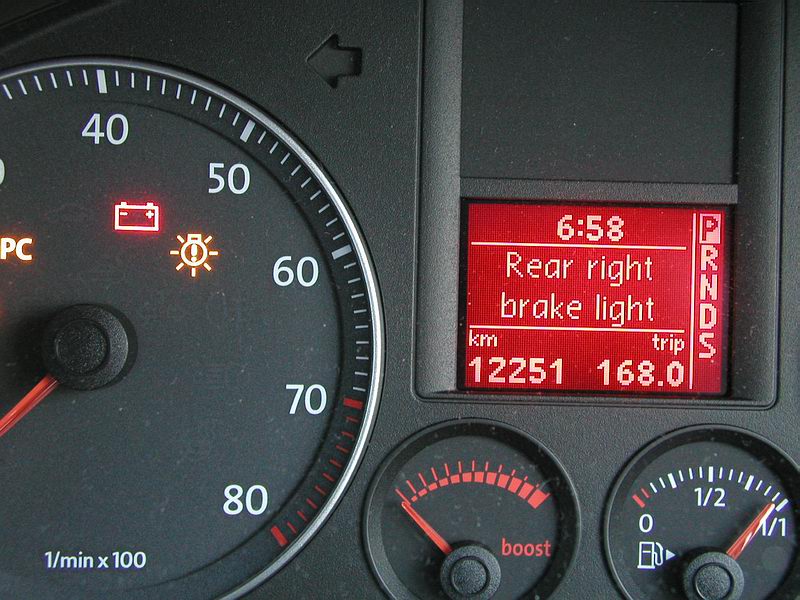 40
50
60
70
80
PC
1/min x 100
6:58
Rear right
brake light
km trip
12251 168.0
P
R
N
D
S
boost
0 1/2 1/1